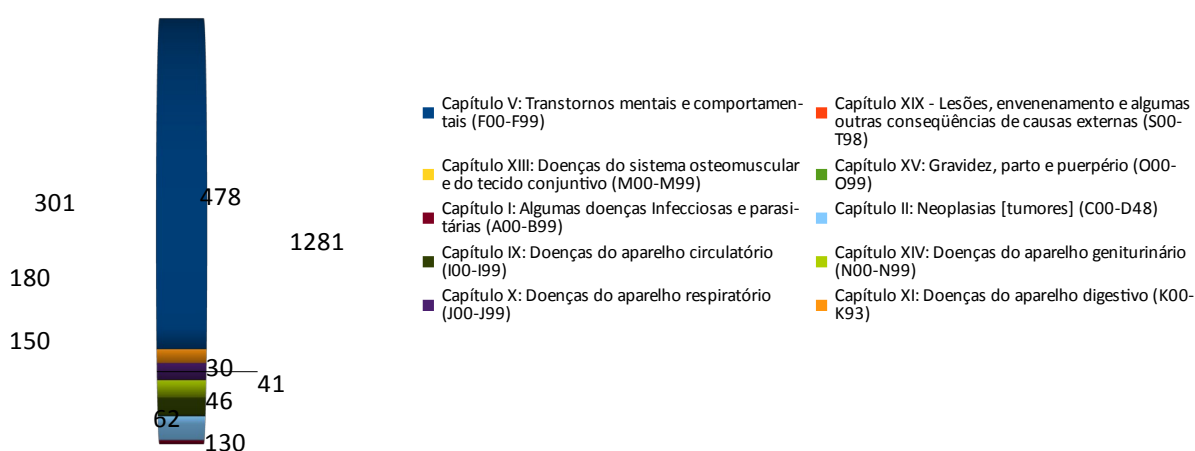 301
478
1281
180
150
30
41
46
62
130
Capítulo V: Transtornos mentais e comportamen-
tais (F00-F99)
Capítulo XIX - Lesões, envenenamento e algumas
outras conseqüências de causas externas (S00-
T98)
Capítulo XIII: Doenças do sistema osteomuscular
e do tecido conjuntivo (M00-M99)
Capítulo XV: Gravidez, parto e puerpério (O00-
O99)
Capítulo I: Algumas doenças Infecciosas e parasi-
tárias (A00-B99)
Capítulo II: Neoplasias [tumores] (C00-D48)
Capítulo IX: Doenças do aparelho circulatório
(I00-I99)
Capítulo XIV: Doenças do aparelho geniturinário
(N00-N99)
Capítulo X: Doenças do aparelho respiratório
(J00-J99)
Capítulo XI: Doenças do aparelho digestivo (K00-
K93)